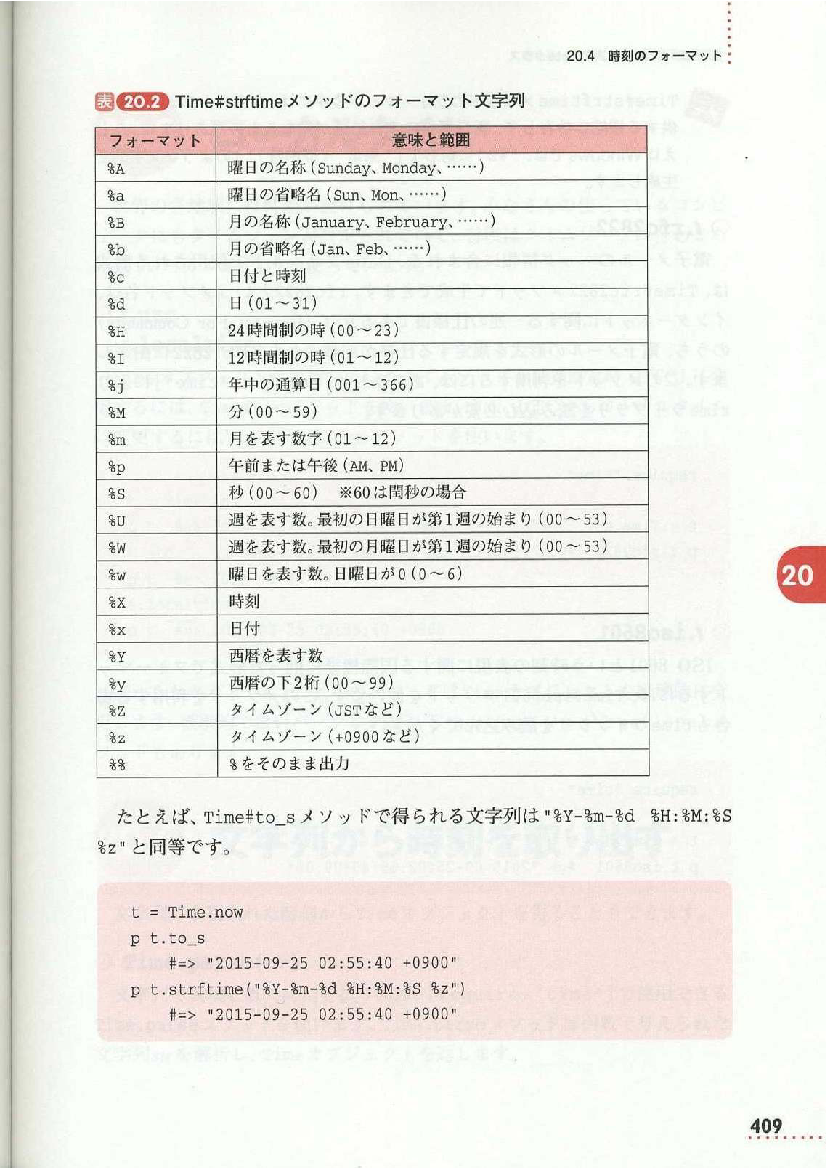 20.4 時刻のフォーマット
表 20.2 Time#strftimeメソッドのフォーマット文字列
フォーマット 意味と範囲
%A 曜日の名称(Sunday、Monday、……)
%a 曜日の省略名(Sun、Mon、……)
%B 月の名称(January、February、……)
%b 月の省略名(Jan、Feb、……)
%c 日付と時刻
%d 日(01〜31)
%H 24時間制の時(00〜23)
%I 12時間制の時(01〜12)
%j 年中の通算日(001〜366)
%M 分(00〜59)
%m 月を表す数字(01〜12)
%p 午前または午後(AM、PM)
%S 秒(00〜60) ※60は閏秒の場合
%U 週を表す数。最初の日曜日が第1週の始まり(00〜53)
%W 週を表す数。最初の月曜日が第1週の始まり(00〜53)
%w 曜日を表す数。日曜日が0(0〜6)
%X 時刻
%x 日付
%Y 西暦を表す数
%y 西暦の下2桁(00〜99)
%Z タイムゾーン(JSTなど)
%z タイムゾーン(+0900など)
%% %をそのまま出力
20
たとえば、Time#to_sメソッドで得られる文字列は"%Y-%m-%d %H:%M:%S
%z"と同等です。
t = Time.now
p t.to_s
#=> "2015-09-25 02:55:40 +0900"
p t.strftime("%Y-%m-%d %H:%M:%S %z")
#=> "2015-09-25 02:55:40 +0900"
409